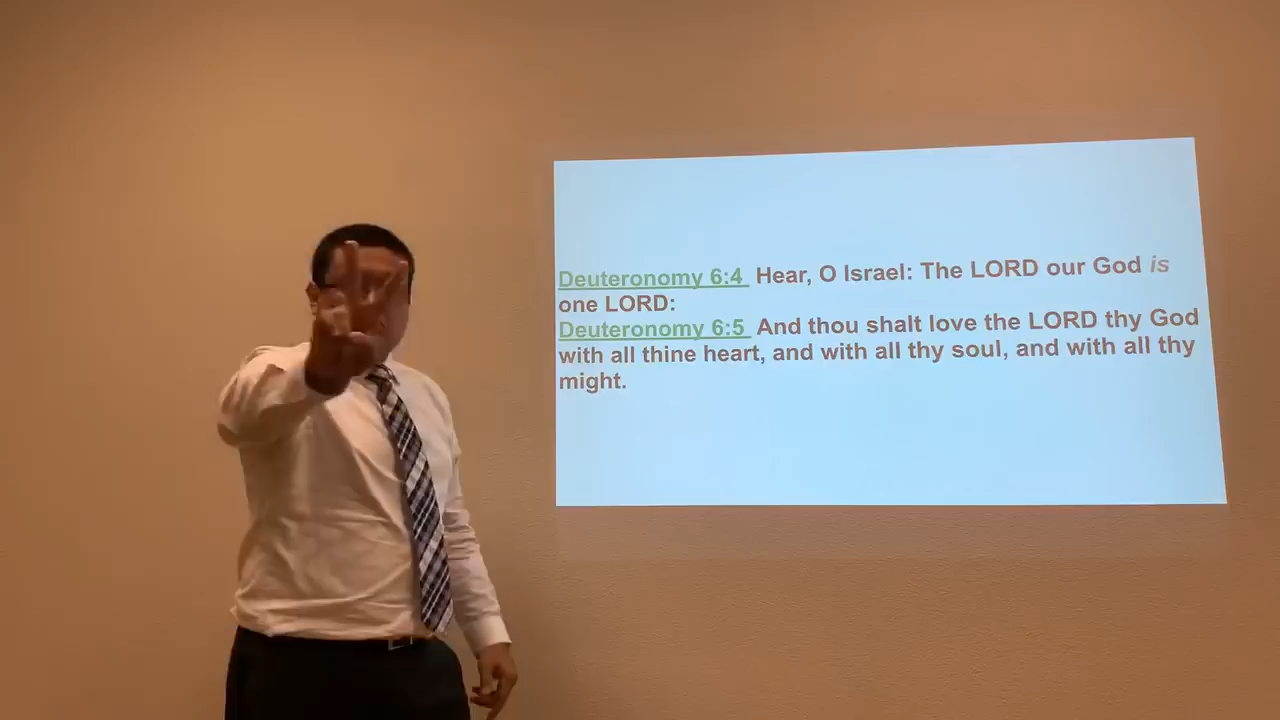 Deuteronomy 6:4 Hear, O Israel: The LORD our God is
one LORD:
Deuteronomy 6:5 And thou shalt love the LORD thy God
with all thine heart, and with all thy soul, and with all thy
might.